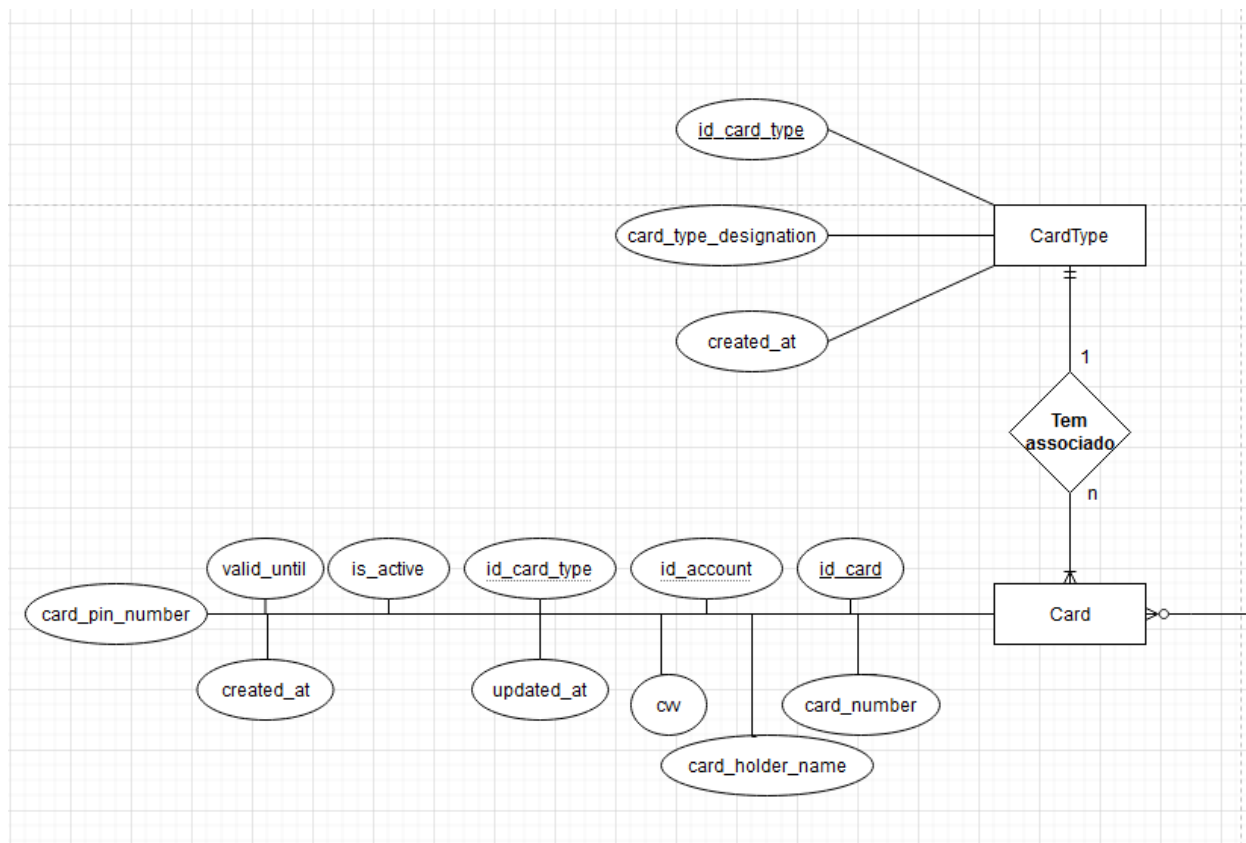 id_card_type
card_type_designation
CardType
created_at
1
Tem
associado
n
valid_until
is_active
id_card_type
id_account
id_card
card_pin_number
Card
created_at
updated_at
cvv
card_number
card_holder_name